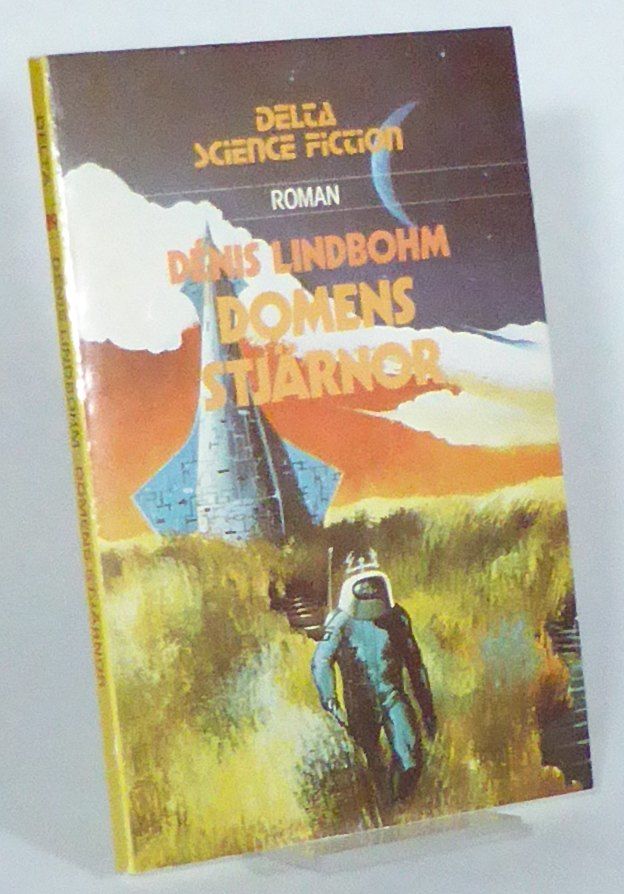 DELTA
SCIENCE FICTION
ROMAN
DÉNIS LINDBOHM
DOMENS
STJÄRNOR
DELTA DÉNIS LINDBOHM DOMENS STJÄRNOR